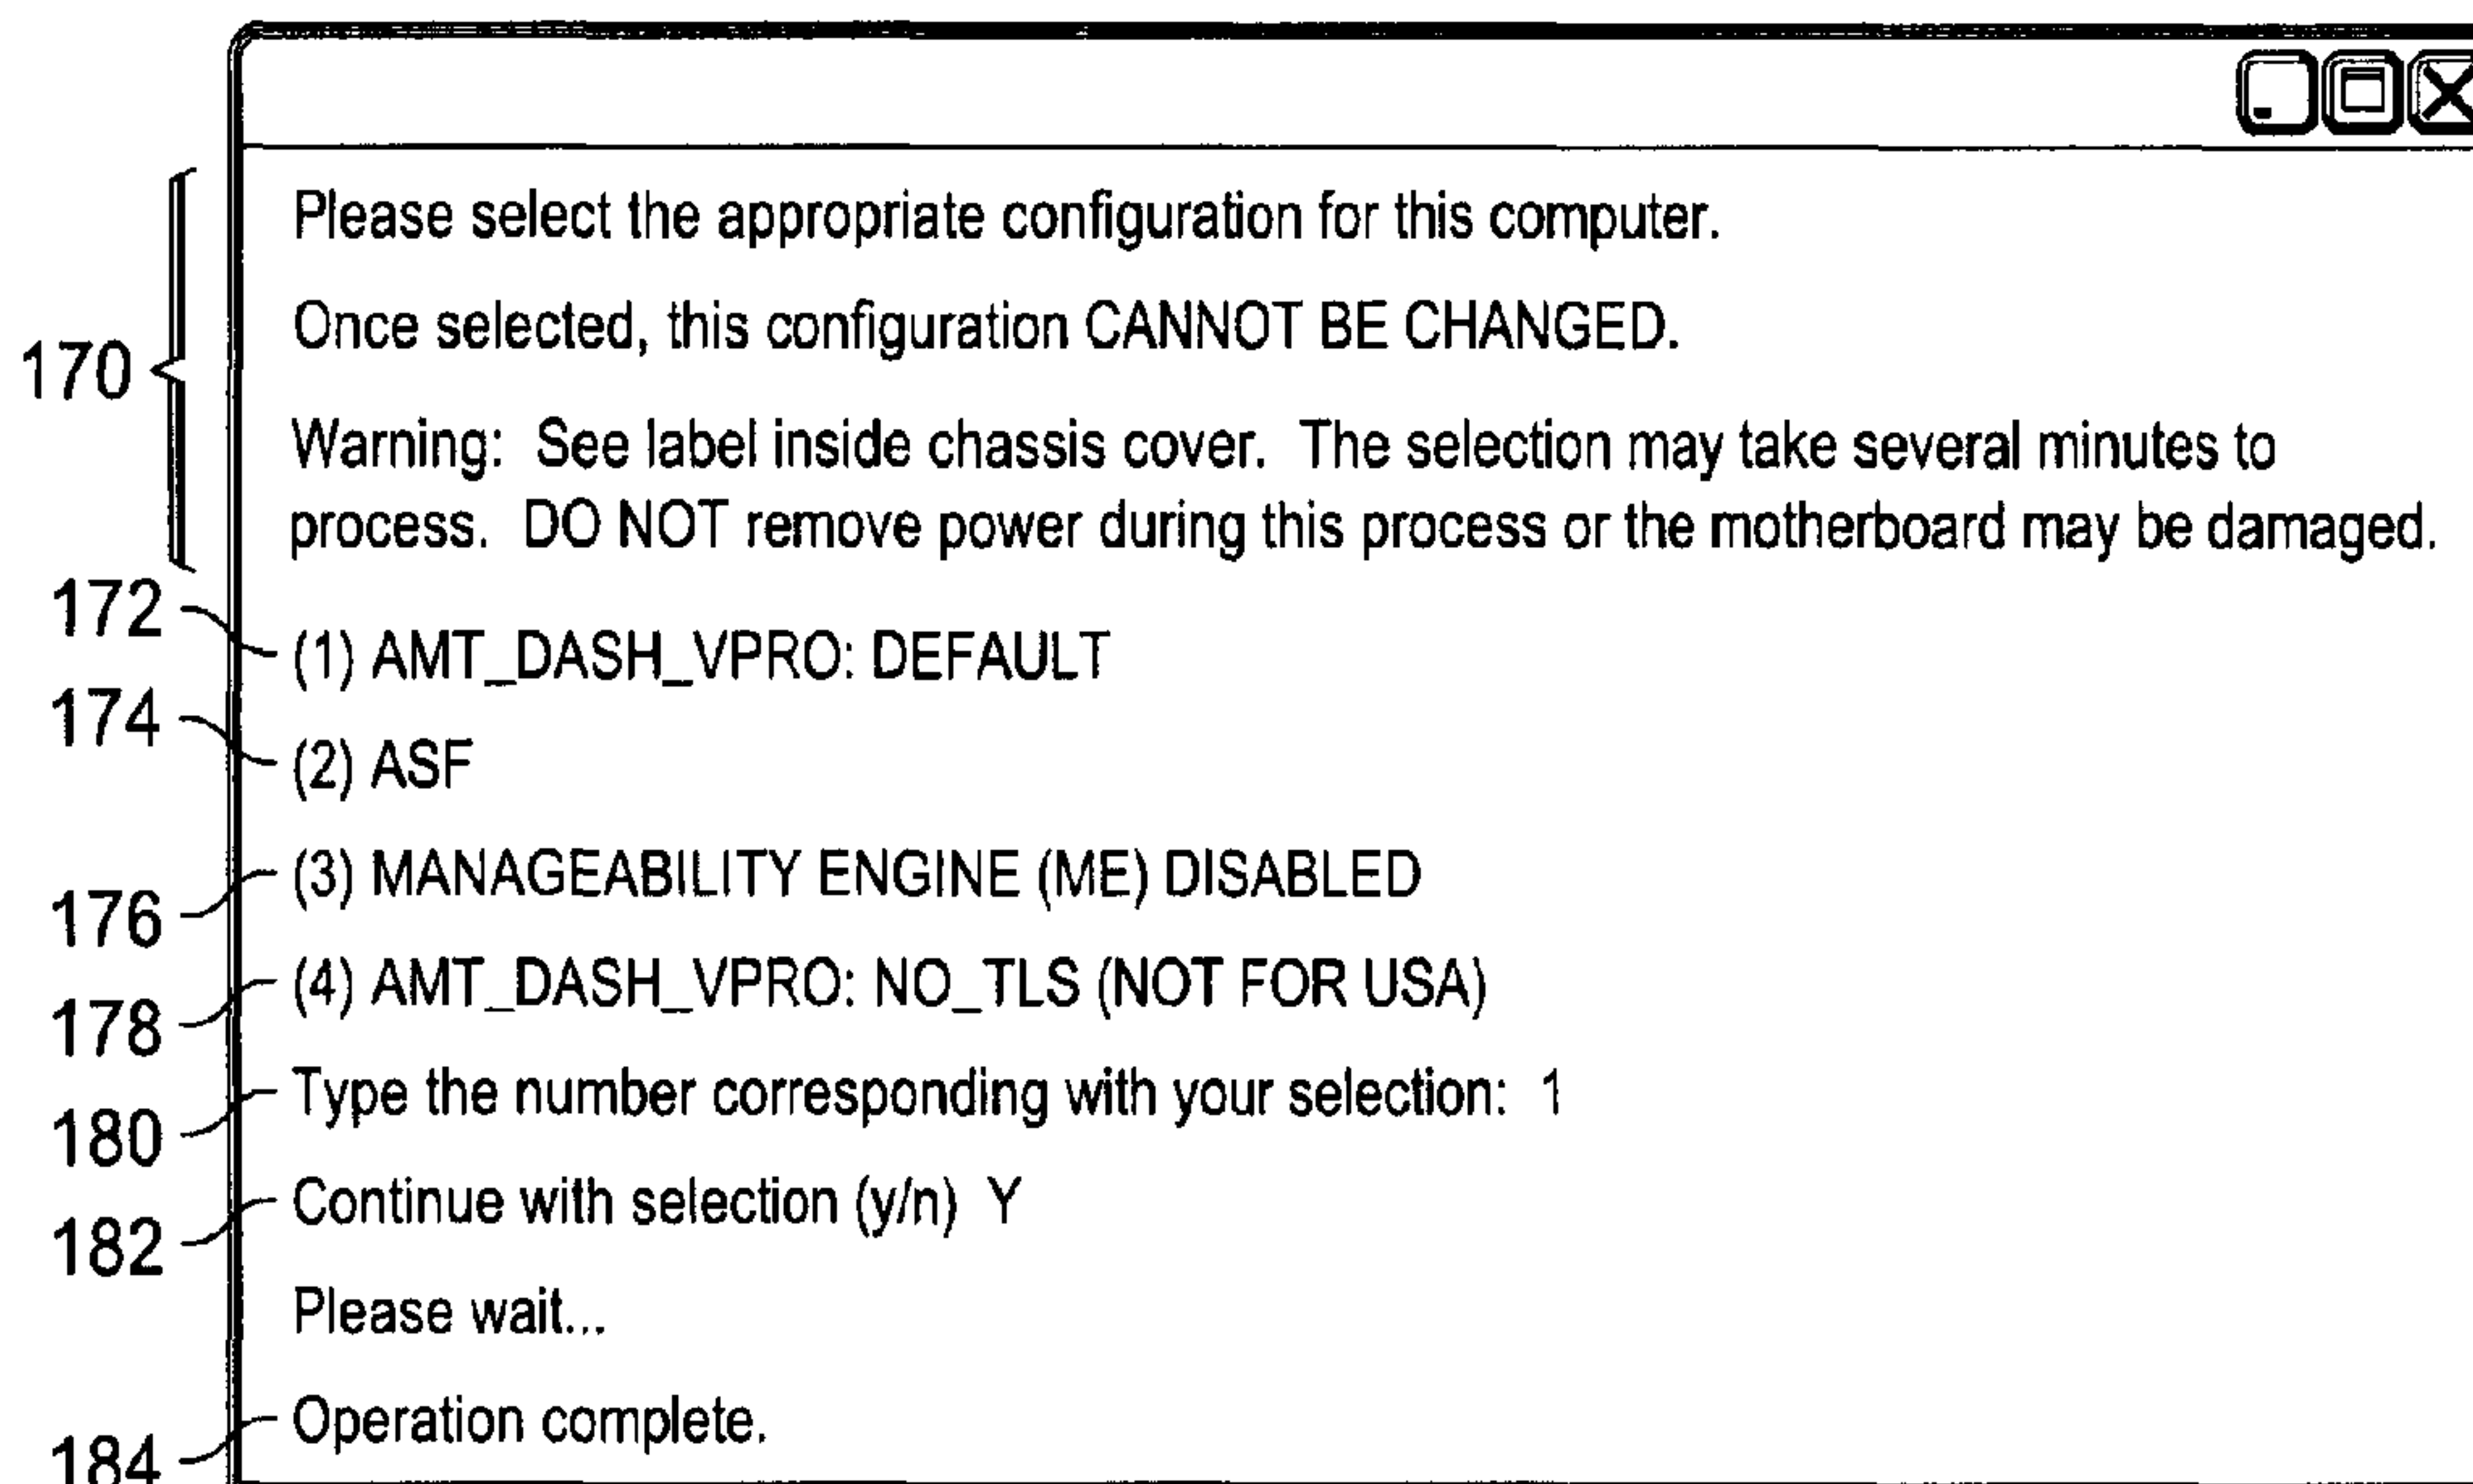 170
Please select the appropriate configuration for this computer.
Once selected, this configuration CANNOT BE CHANGED.
Warning: See label inside chassis cover. The selection may take several minutes to
process. DO NOT remove power during this process or the motherboard may be damaged.
172
(1) AMT_DASH_VPRO: DEFAULT
174
(2) ASF
176
(3) MANAGEABILITY ENGINE (ME) DISABLED
178
(4) AMT_DASH_VPRO: NO_TLS (NOT FOR USA)
180
Type the number corresponding with your selection: 1
182
Continue with selection (y/n) Y
Please wait...
184
Operation complete.